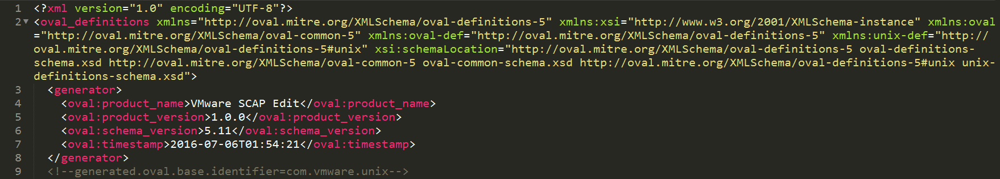 1 <?xml version="1.0" encoding="UTF-8"?>
2 <oval_definitions xmlns="http://oval.mitre.org/XMLSchema/oval-definitions-5" xmlns:xsi="http://www.w3.org/2001/XMLSchema-instance" xmlns:oval
="http://oval.mitre.org/XMLSchema/oval-common-5" xmlns:oval-def="http://oval.mitre.org/XMLSchema/oval-definitions-5" xmlns:unix-def="http://
oval.mitre.org/XMLSchema/oval-definitions-5#unix" xsi:schemaLocation="http://oval.mitre.org/XMLSchema/oval-definitions-5 oval-definitions-
schema.xsd http://oval.mitre.org/XMLSchema/oval-common-5 oval-common-schema.xsd http://oval.mitre.org/XMLSchema/oval-definitions-5#unix unix-
definitions-schema.xsd">
3 <generator>
4 <oval:product_name>VMware SCAP Edit</oval:product_name>
5 <oval:product_version>1.0.0</oval:product_version>
6 <oval:schema_version>5.11</oval:schema_version>
7 <oval:timestamp>2016-07-06T01:54:21</oval:timestamp>
8 </generator>
9 <!--generated.oval.base.identifier=com.vmware.unix-->